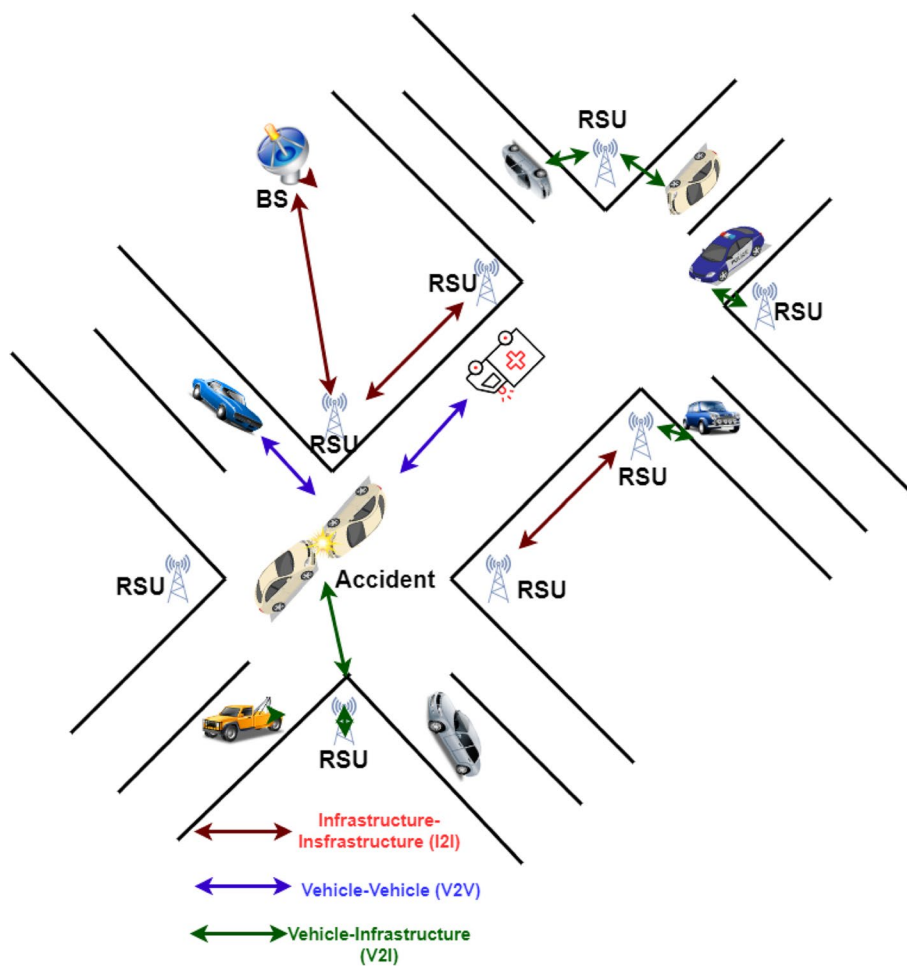 RSU
BS
POLICE
RSU
RSU
RSU
RSU
RSU
Accident
RSU
RSU
Infrastructure-
Insfrastructure (I2I)
Vehicle-Vehicle (V2V)
Vehicle-Infrastructure
(V2I)